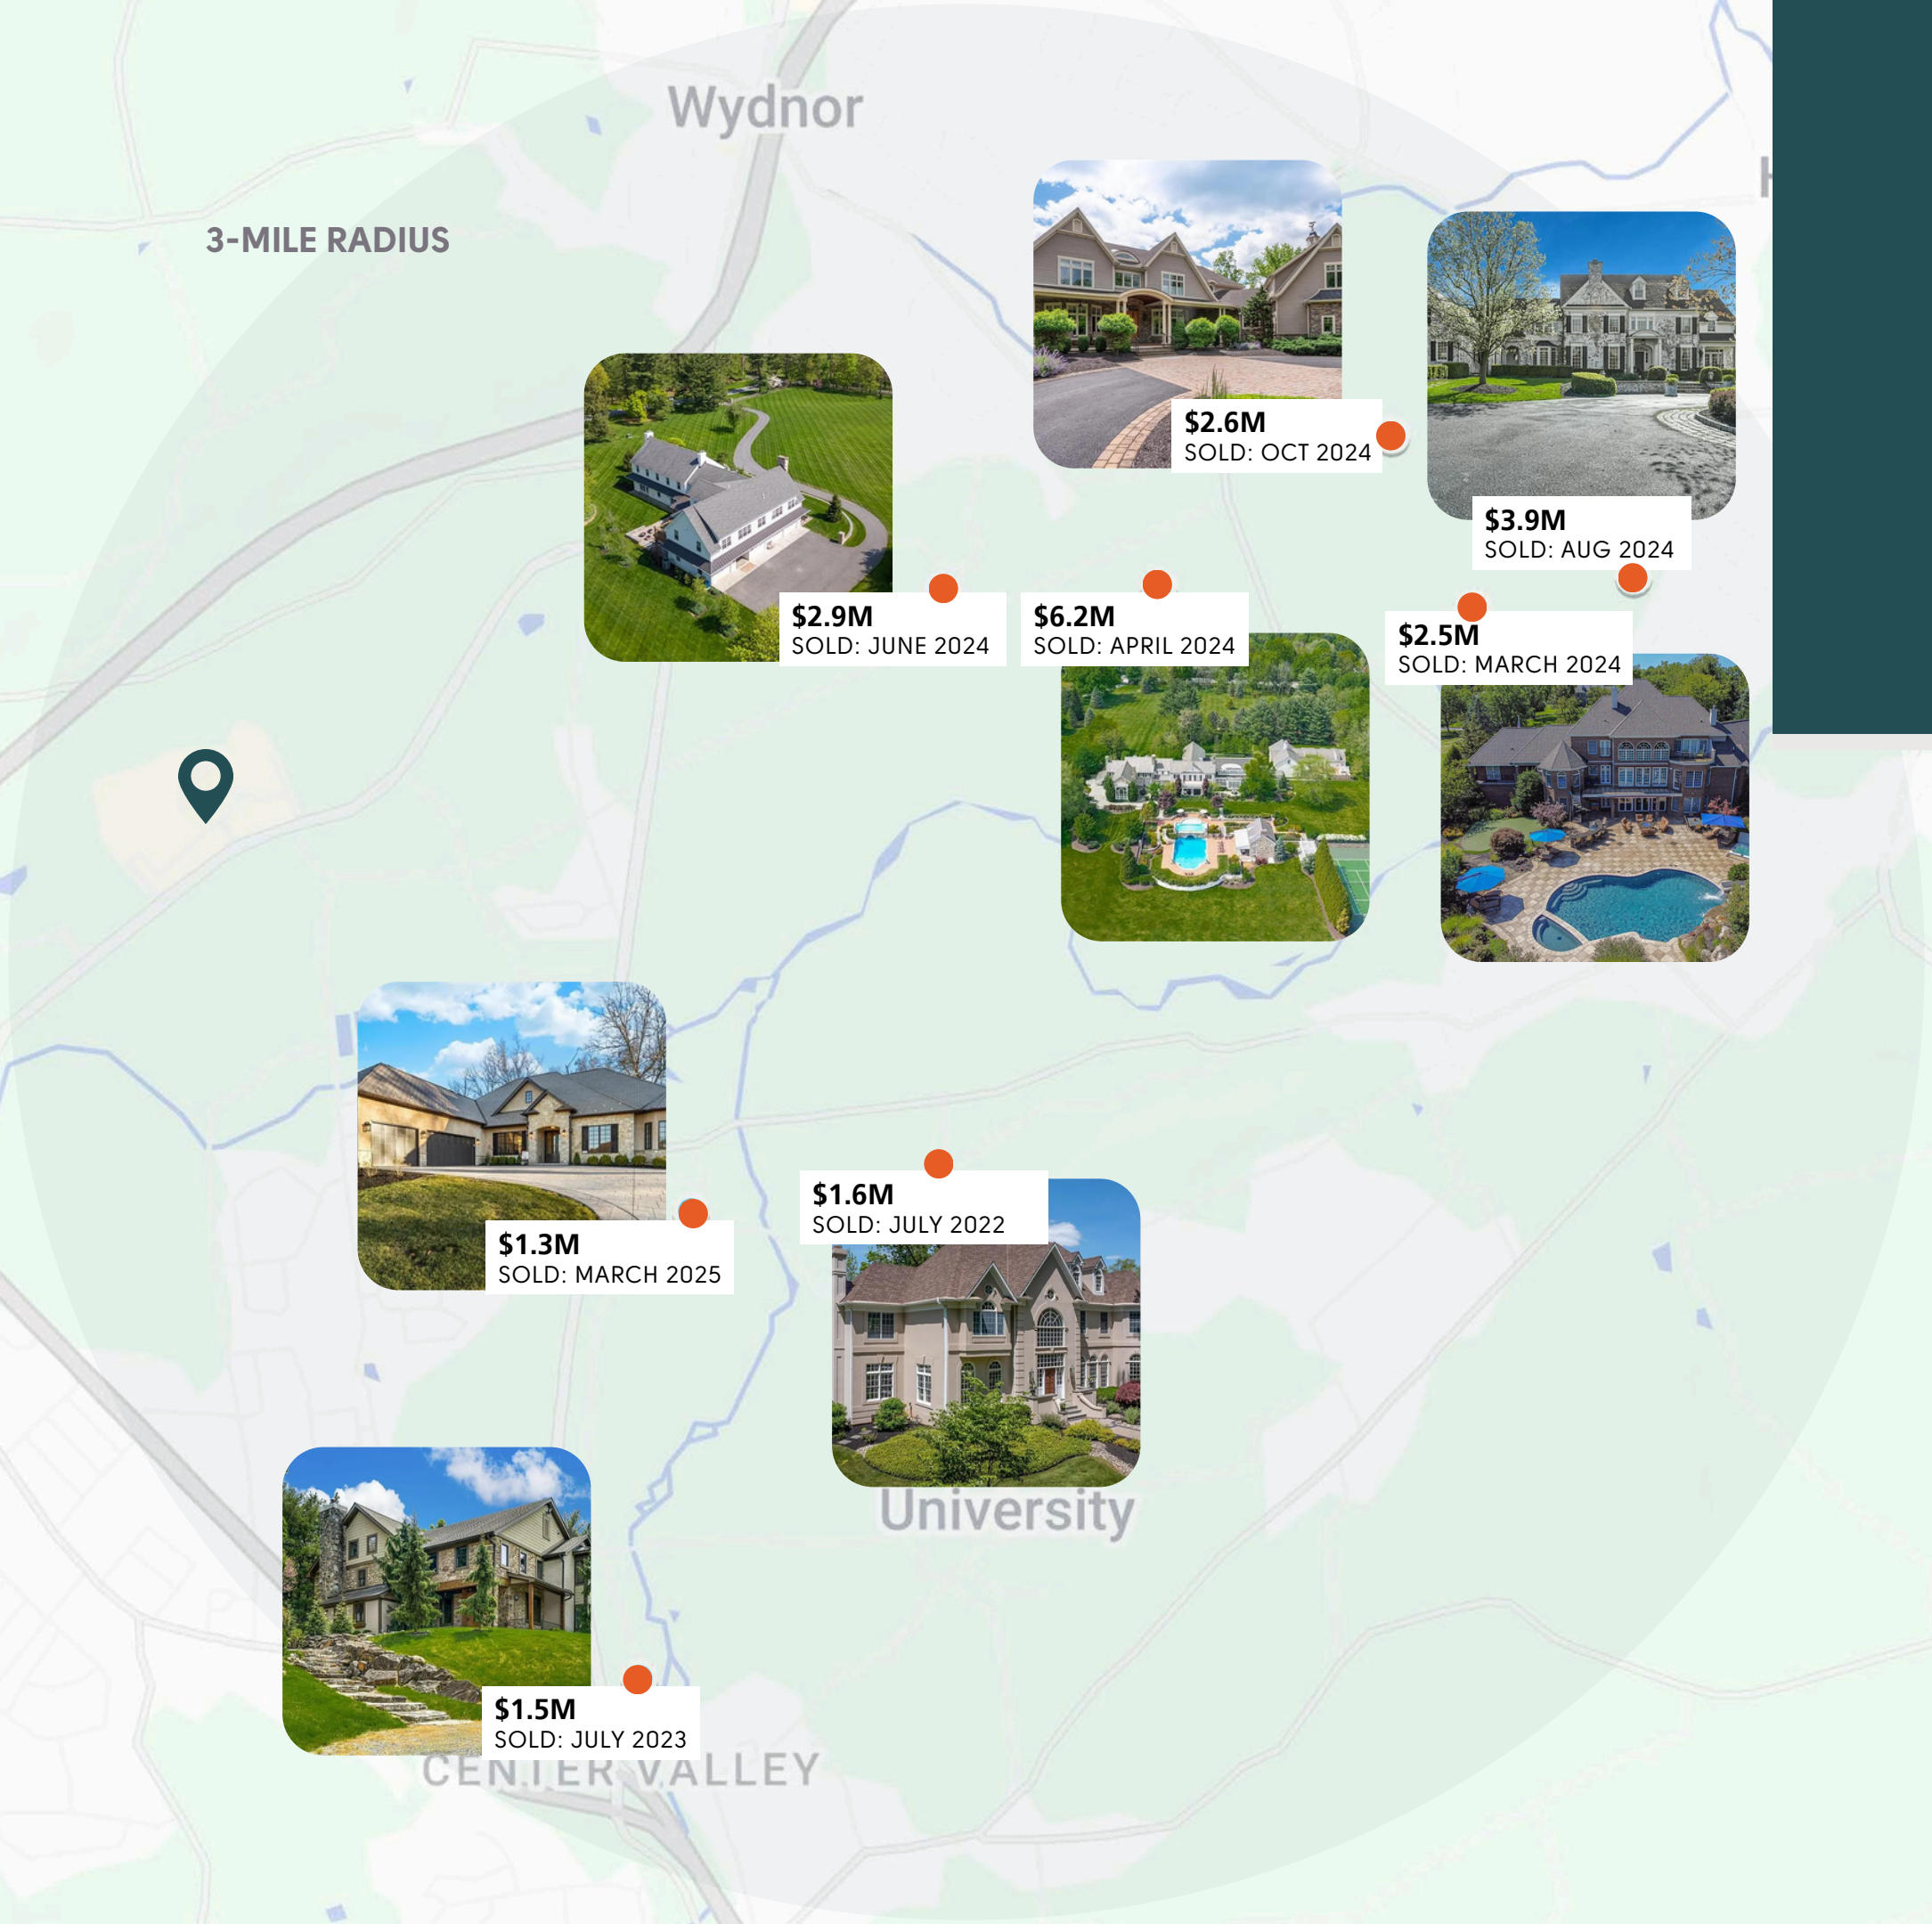 Wydnor
3-MILE RADIUS
$2.6M
SOLD: OCT 2024
$3.9M
SOLD: AUG 2024
$2.9M
SOLD: JUNE 2024
$6.2M
SOLD: APRIL 2024
$2.5M
SOLD: MARCH 2024
$1.6M
SOLD: JULY 2022
$1.3M
SOLD: MARCH 2025
University
$1.5M
SOLD: JULY 2023
CENTER VALLEY